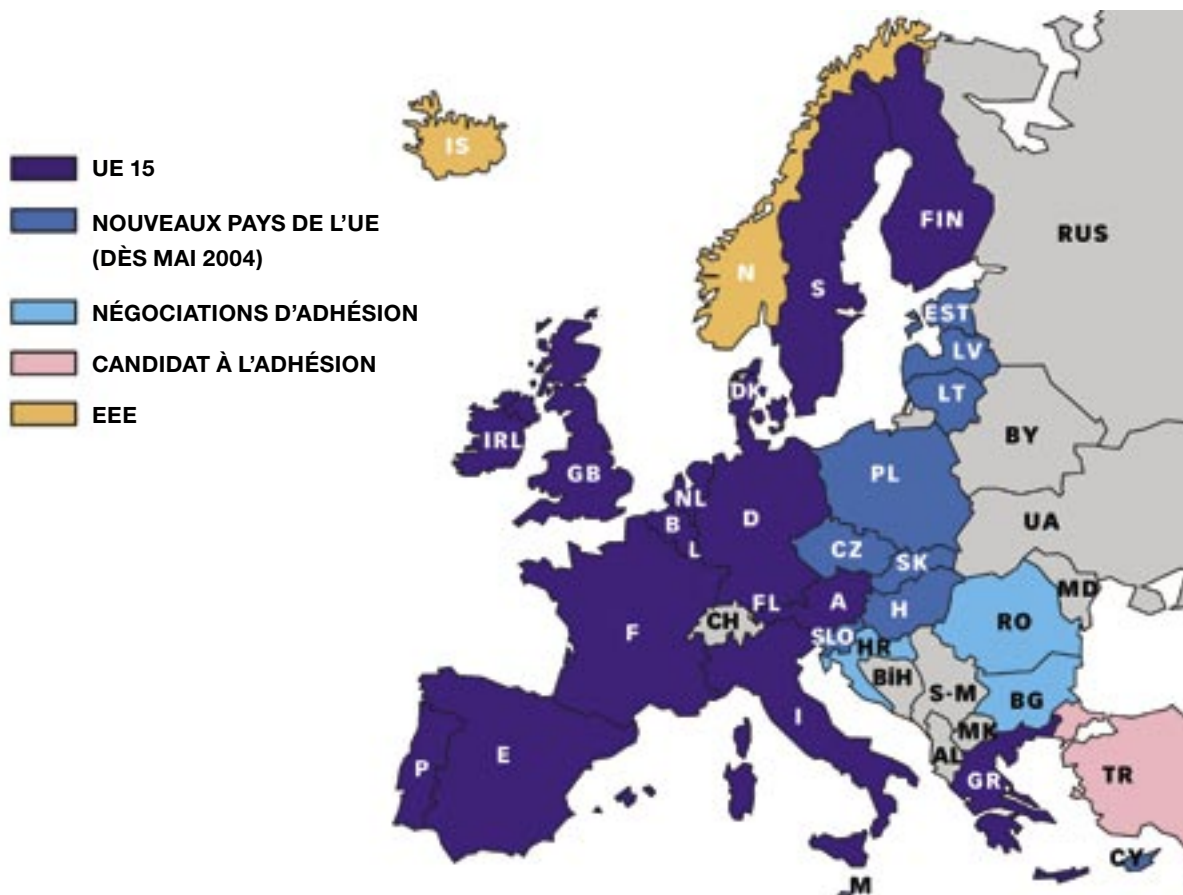 UE 15
NOUVEAUX PAYS DE L’UE
(DÈS MAI 2004)
NÉGOCIATIONS D’ADHÉSION
CANDIDAT À L’ADHÉSION
EEE
IS
FIN
RUS
N
S
EST
LV
DK
LT
IRL
BY
GB
PL
NL
D
B
UA
L
CZ
SK
MD
FL
A
H
CH
RO
F
SLO
HR
BiH
S-M
BG
I
MK
E
AL
P
GR
TR
CY
M